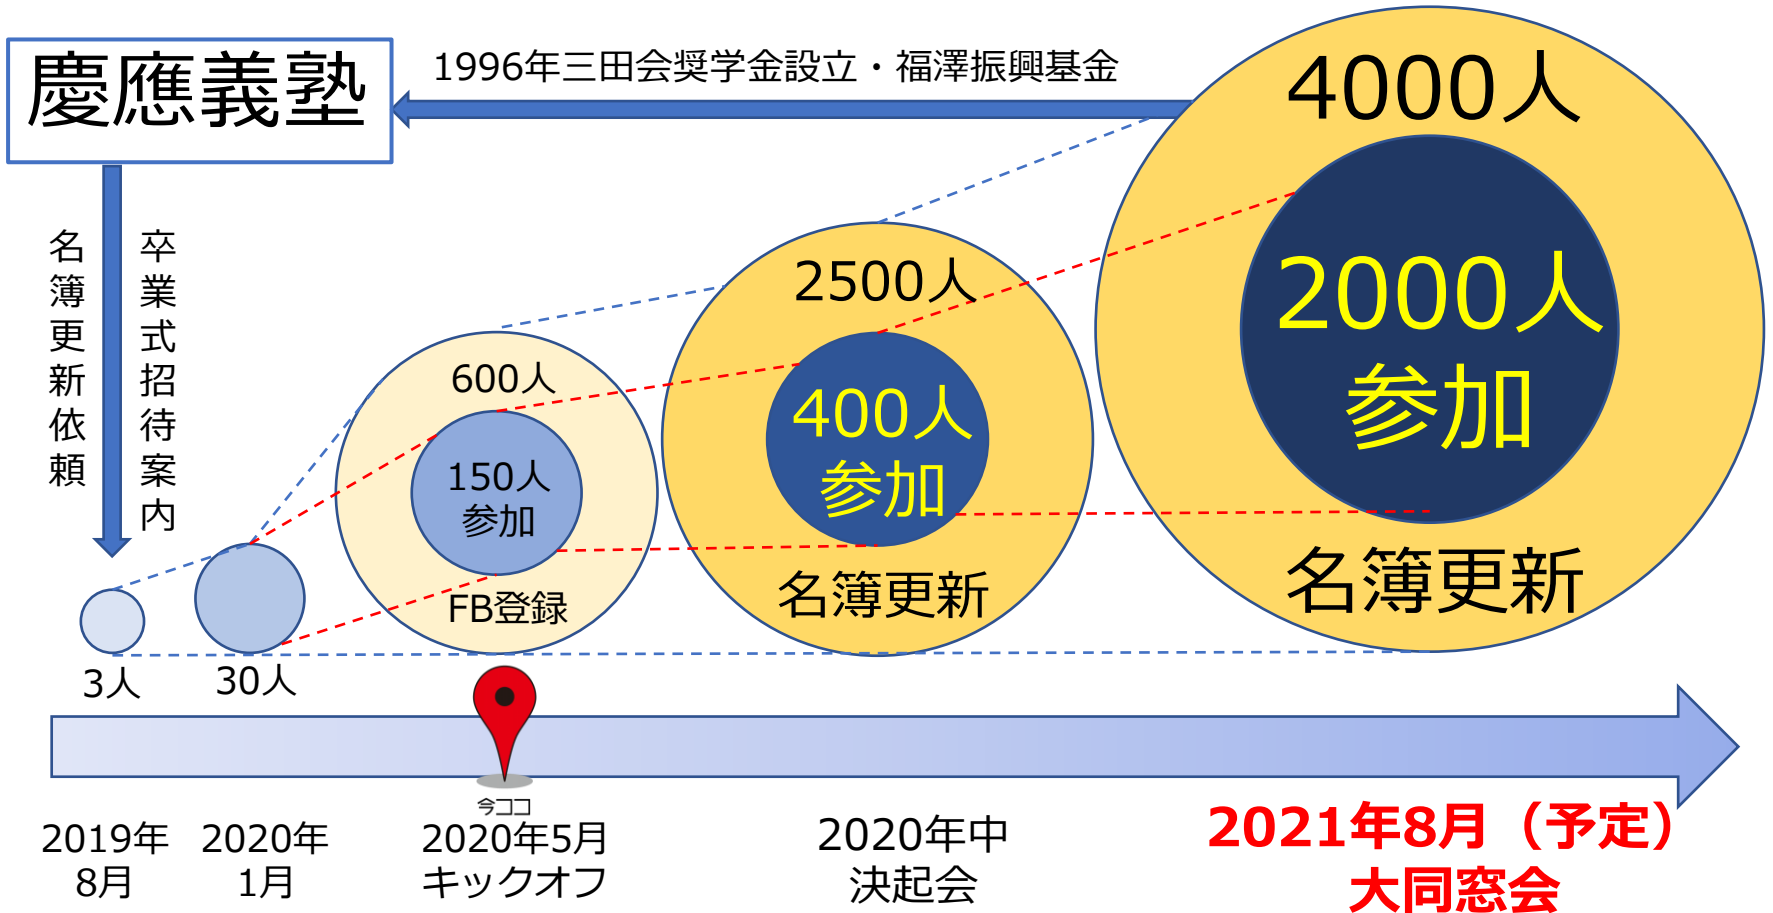 慶應義塾
1996年三田会奨学金設立・福澤振興基金
名簿更新依頼
卒業式招待案内
3人
30人
600人
150人
参加
FB登録
2500人
400人
参加
名簿更新
4000人
2000人
参加
名簿更新
今ココ
2019年
8月
2020年
1月
2020年5月
キックオフ
2020年中
決起会
2021年8月（予定）
大同窓会